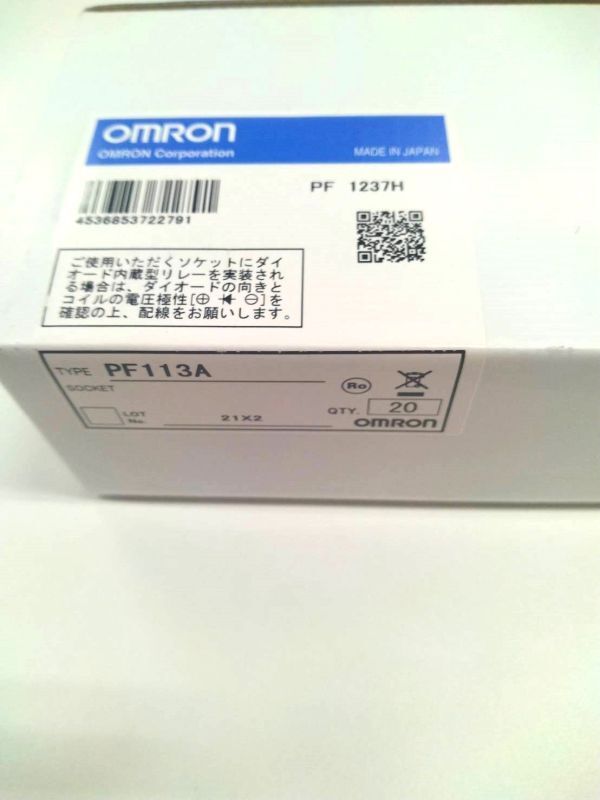 OMRON
OMRON Corporation
MADE IN JAPAN
PF 1237H
4536853722791
ご使用いただくソケットにダイ
オード内蔵型リレーを実装され
る場合は、ダイオードの向きと
コイルの電圧極性[⊕ ⊖]を
確認の上、配線をお願いします。
TYPE PF113A
SOCKET
Ro
LOT No. 21X2
QTY. 20
OMRON